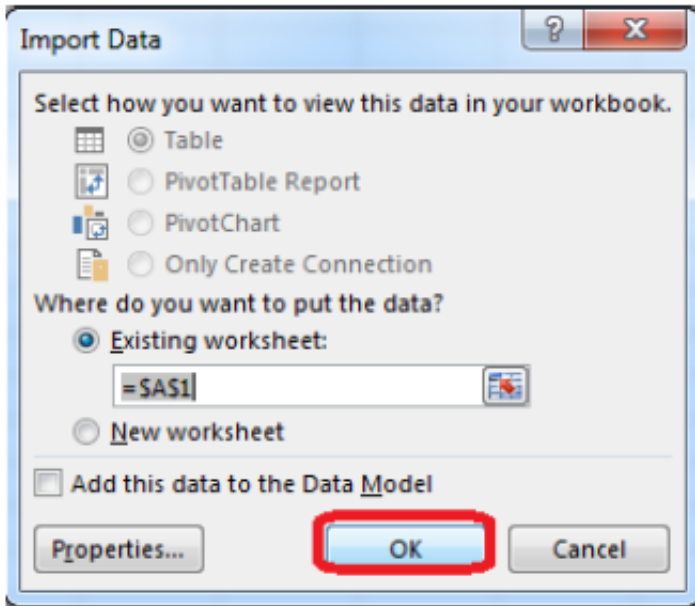 Import Data
?
X
Select how you want to view this data in your workbook.
Table
PivotTable Report
PivotChart
Only Create Connection
Where do you want to put the data?
Existing worksheet:
=$A$1
New worksheet
Add this data to the Data Model
Properties... OK Cancel